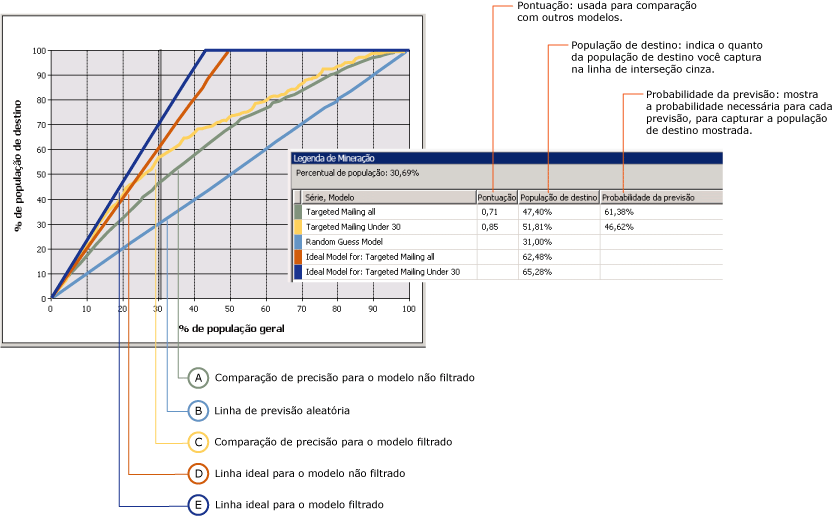 Pontuação: usada para comparação
com outros modelos.
População de destino: indica o quanto
da população de destino você captura
na linha de interseção cinza.
Probabilidade da previsão: mostra
a probabilidade necessária para cada
previsão, para capturar a população
de destino mostrada.
% de população de destino
100
90
80
70
60
50
40
30
20
10
0
0 10 20 30 40 50 60 70 80 90 100
% de população geral
Legenda de Mineração
Percentual de população: 30,69%
Série, Modelo Pontuação População de destino Probabilidade da previsão
Targeted Mailing all 0,71 47,40% 61,38%
Targeted Mailing Under 30 0,85 51,81% 46,62%
Random Guess Model 31,00%
Ideal Model for: Targeted Mailing all 62,48%
Ideal Model for: Targeted Mailing Under 30 65,28%
A Comparação de precisão para o modelo não filtrado
B Linha de previsão aleatória
C Comparação de precisão para o modelo filtrado
D Linha ideal para o modelo não filtrado
E Linha ideal para o modelo filtrado